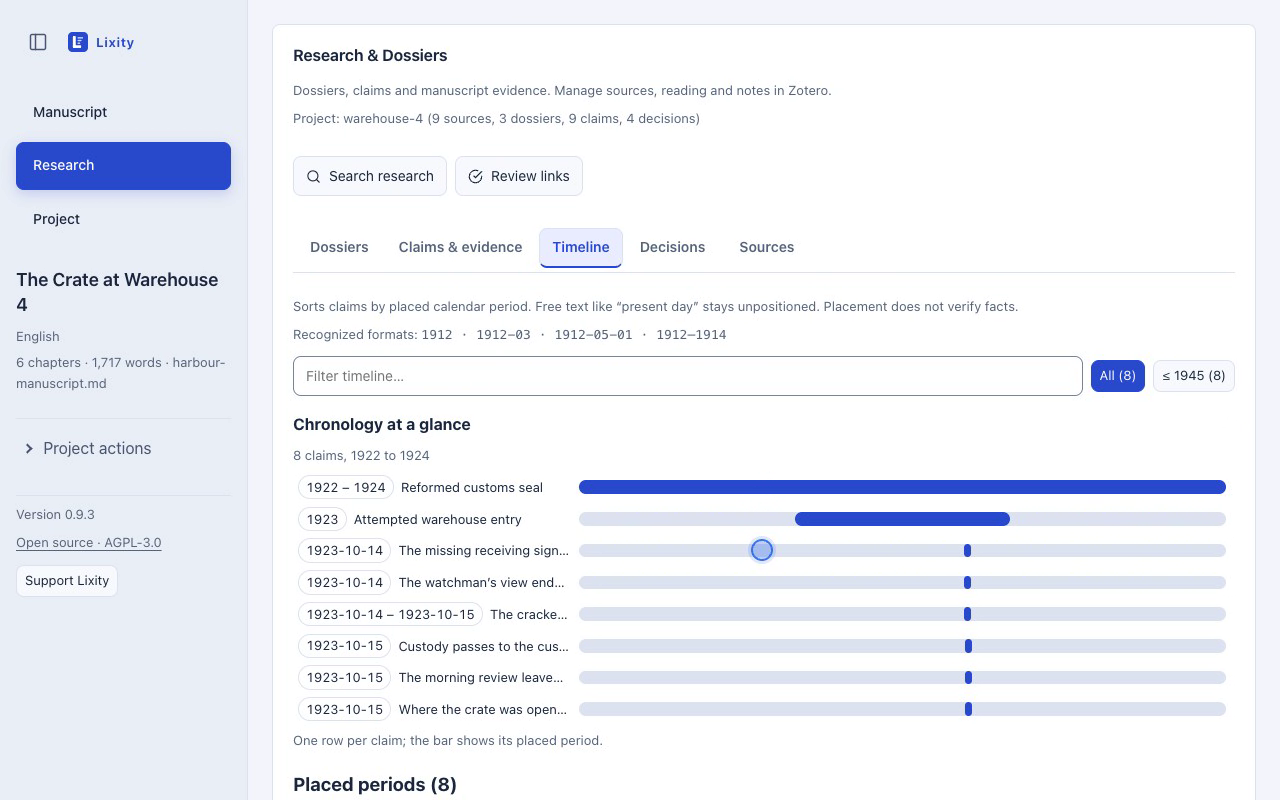 Lixity
Manuscript
Research
Project
The Crate at Warehouse
4
English
6 chapters · 1,717 words · harbour-
manuscript.md
Project actions
Version 0.9.3
Open source · AGPL-3.0
Support Lixity
Research & Dossiers
Dossiers, claims and manuscript evidence. Manage sources, reading and notes in Zotero.
Project: warehouse-4 (9 sources, 3 dossiers, 9 claims, 4 decisions)
Search research
Review links
Dossiers
Claims & evidence
Timeline
Decisions
Sources
Sorts claims by placed calendar period. Free text like “present day” stays unpositioned. Placement does not verify facts.
Recognized formats: 1912 · 1912–03 · 1912–05–01 · 1912–1914
Filter timeline…
All (8)
≤ 1945 (8)
Chronology at a glance
8 claims, 1922 to 1924
1922 – 1924 Reformed customs seal
1923 Attempted warehouse entry
1923-10-14 The missing receiving sign…
1923-10-14 The watchman’s view end…
1923-10-14 – 1923-10-15 The cracke…
1923-10-15 Custody passes to the cus…
1923-10-15 The morning review leave…
1923-10-15 Where the crate was open…
One row per claim; the bar shows its placed period.
Placed periods (8)